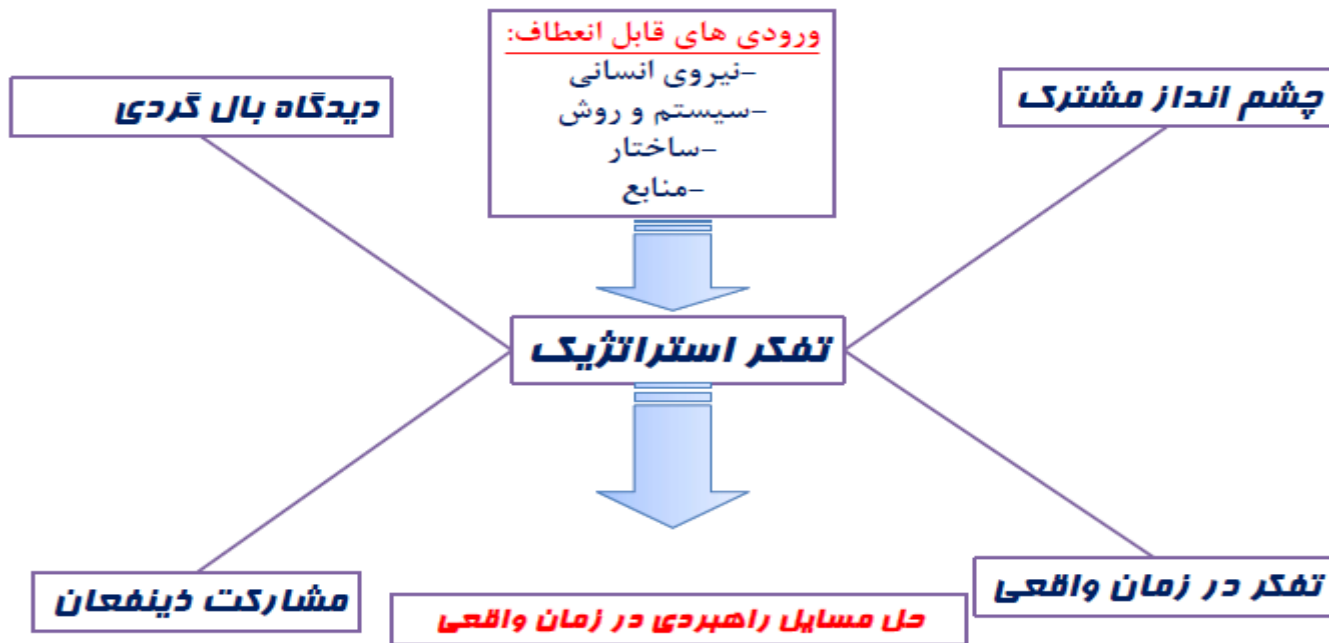 ورودی های قابل انعطاف:
-نیروی انسانی
-سیستم و روش
-ساختار
-منابع
چشم انداز مشترک
دیدگاه بال گردی
تفکر استراتژیک
تفکر در زمان واقعی
مشارکت ذینفعان
حل مسایل راهبردی در زمان واقعی